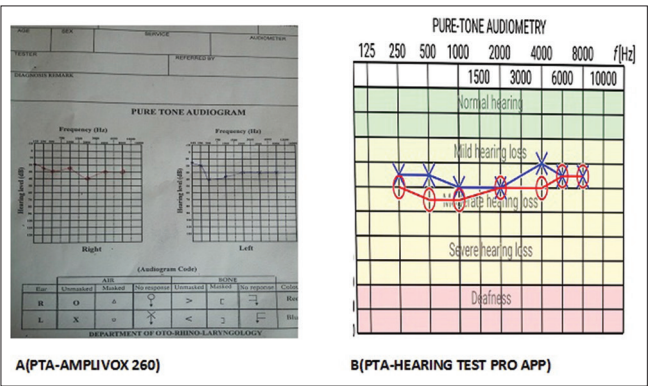 AGE SEX SERVICE AUDIOMETER
TESTER REFERRED BY
DIAGNOSIS REMARK
PURE TONE AUDIOGRAM
Frequency (Hz) Frequency (Hz)
Hearing level (dB) Hearing level (dB)
Right Left
(Audiogram Code)
AIR BONE
Ear Unmasked Masked No response Unmasked Masked No response Colou
R O Δ > [ Red
L X < ] Blu
DEPARTMENT OF OTO-RHINO-LARYNGOLOGY
A(PTA-AMPLIVOX 260)
PURE-TONE AUDIOMETRY
125 250 500 1000 2000 4000 8000 f[Hz]
1500 3000 6000 10000
Normal hearing
Mild hearing loss
Moderate hearing loss
Severe hearing loss
Deafness
B(PTA-HEARING TEST PRO APP)